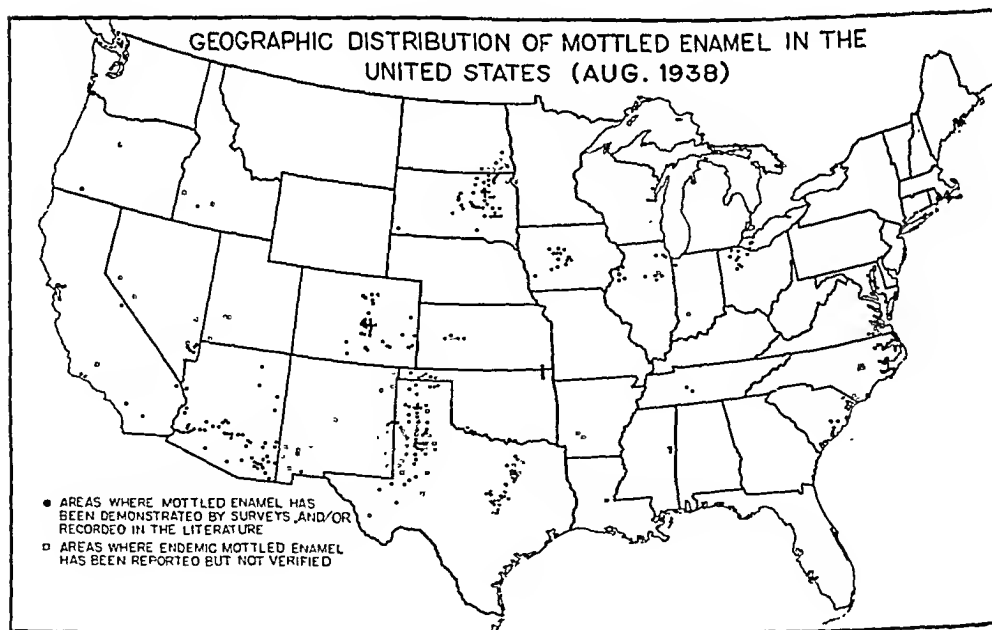 GEOGRAPHIC DISTRIBUTION OF MOTTLED ENAMEL IN THE
UNITED STATES (AUG. 1938)
● AREAS WHERE MOTTLED ENAMEL HAS
BEEN DEMONSTRATED BY SURVEYS AND/OR
RECORDED IN THE LITERATURE
□ AREAS WHERE ENDEMIC MOTTLED ENAMEL
HAS BEEN REPORTED BUT NOT VERIFIED